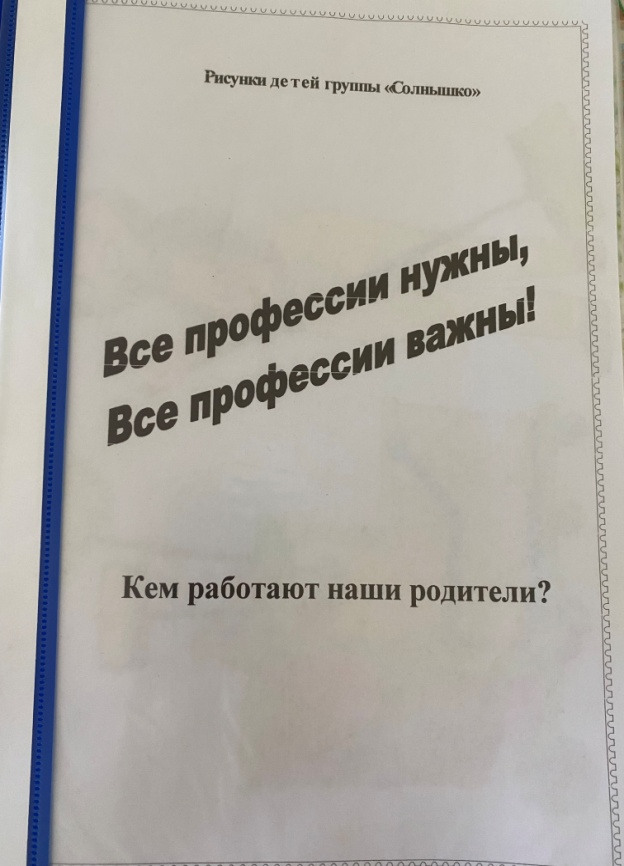 Рисунки детей группы «Солнышко»
Все профессии нужны,
Все профессии важны!
Кем работают наши родители?